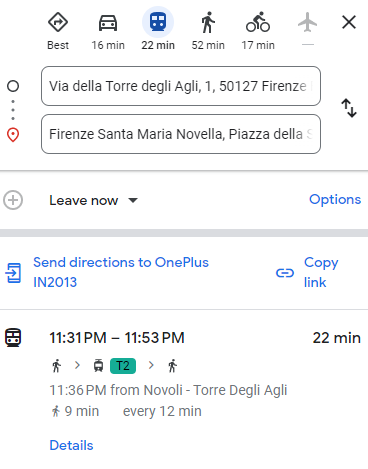 Best
16 min
22 min
52 min
17 min
—
Via della Torre degli Agli, 1, 50127 Firenze
Firenze Santa Maria Novella, Piazza della
Leave now
Options
Send directions to OnePlus
IN2013
Copy
link
11:31 PM – 11:53 PM
22 min
T2
11:36 PM from Novoli - Torre Degli Agli
9 min
every 12 min
Details